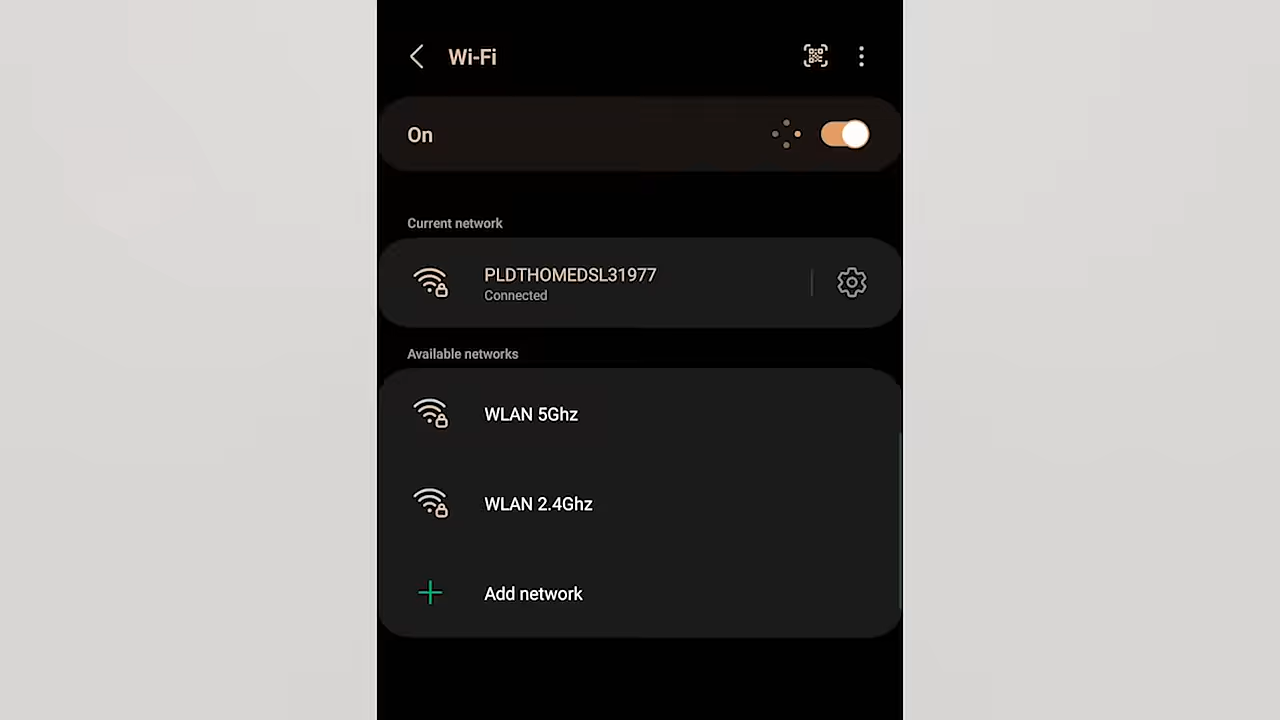 Wi-Fi
On
Current network
PLDTHOMEDSL31977
Connected
Available networks
WLAN 5Ghz
WLAN 2.4Ghz
Add network